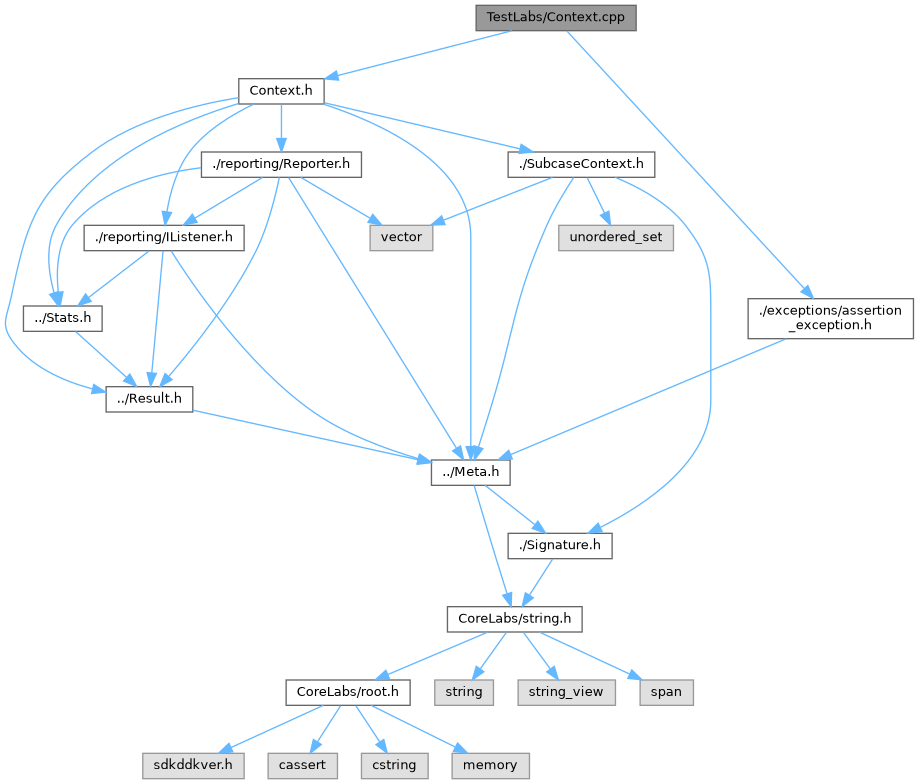 TestLabs/Context.cpp
Context.h
./reporting/Reporter.h
./SubcaseContext.h
./reporting/IListener.h
vector
unordered_set
../Stats.h
./exceptions/assertion
_exception.h
../Result.h
../Meta.h
./Signature.h
CoreLabs/string.h
CoreLabs/root.h
string
string_view
span
sdkddkver.h
cassert
cstring
memory